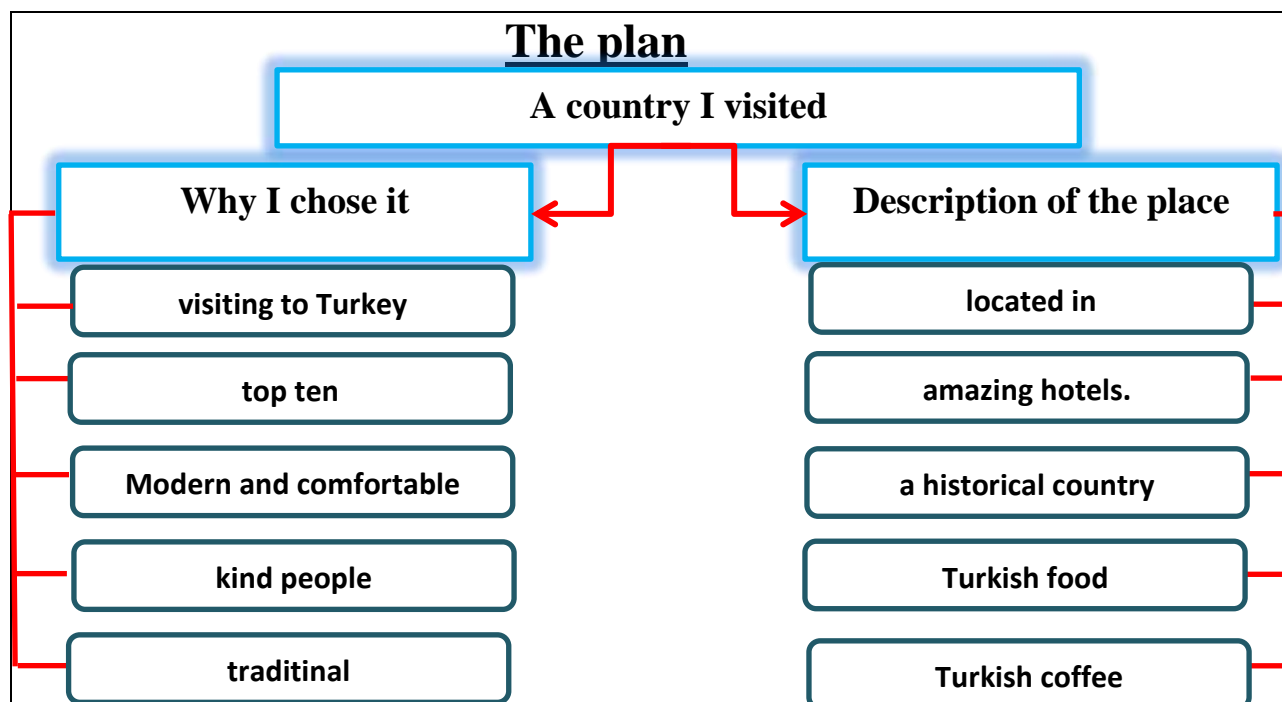 The plan
A country I visited
Why I chose it
visiting to Turkey
top ten
Modern and comfortable
kind people
traditinal
Description of the place
located in
amazing hotels.
a historical country
Turkish food
Turkish coffee